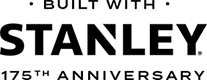 • BUILT WITH •
STANLEY®
175TH ANNIVERSARY